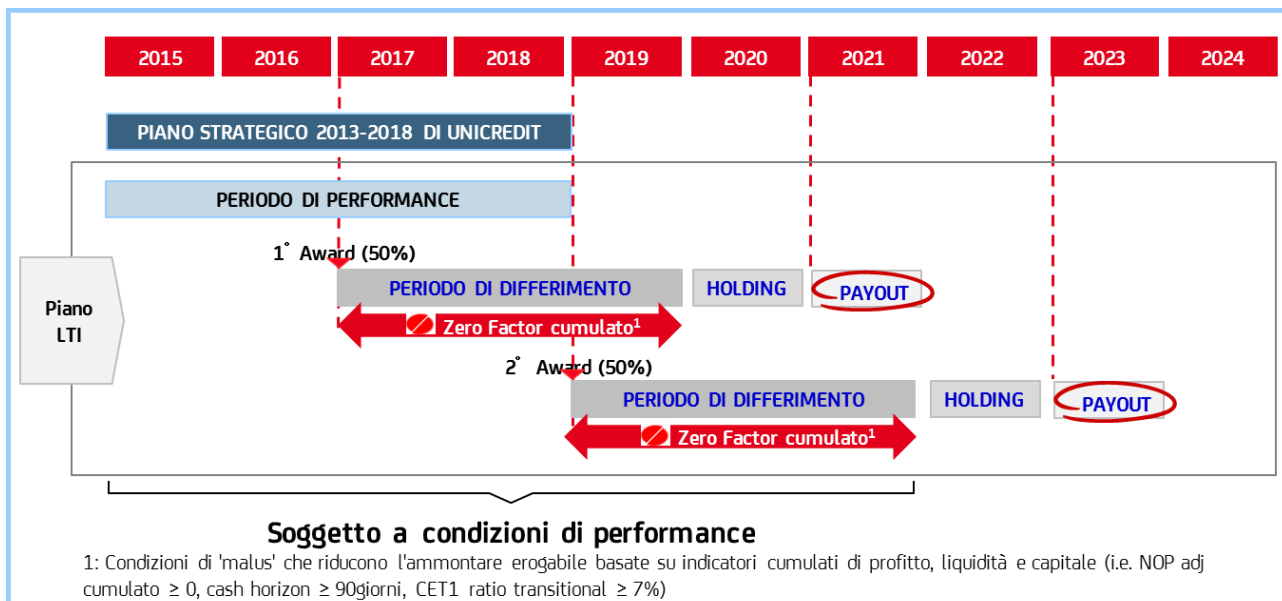 2015 2016 2017 2018 2019 2020 2021 2022 2023 2024
PIANO STRATEGICO 2013-2018 DI UNICREDIT
PERIODO DI PERFORMANCE
1° Award (50%)
PERIODO DI DIFFERIMENTO HOLDING PAYOUT
Piano
LTI
Zero Factor cumulato¹
2° Award (50%)
PERIODO DI DIFFERIMENTO HOLDING PAYOUT
Zero Factor cumulato¹
Soggetto a condizioni di performance
1: Condizioni di 'malus' che riducono l'ammontare erogabile basate su indicatori cumulati di profitto, liquidità e capitale (i.e. NOP adj
cumulato ≥ 0, cash horizon ≥ 90giorni, CET1 ratio transitional ≥ 7%)